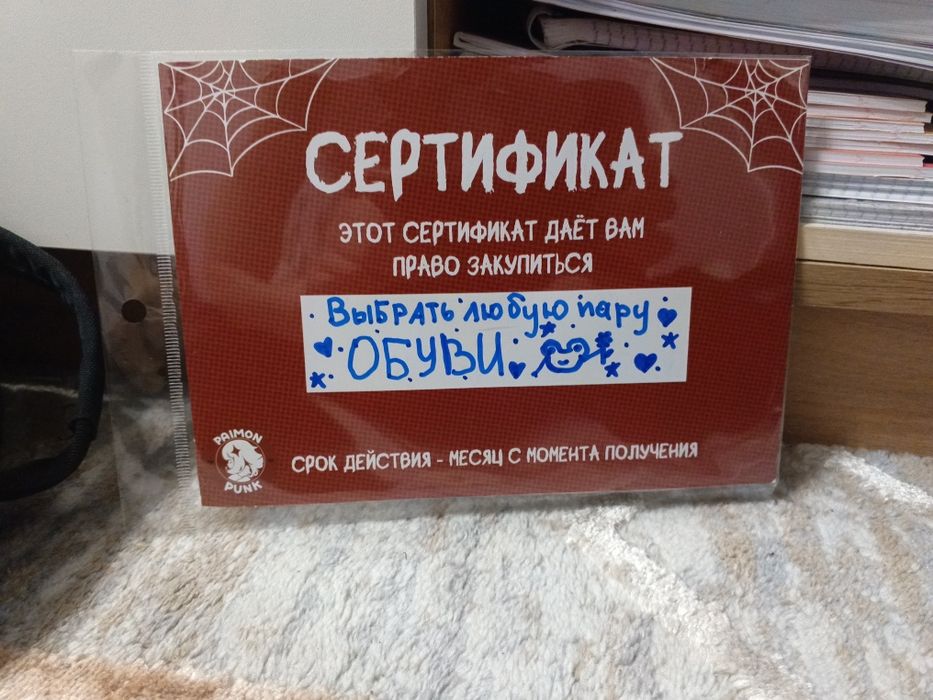 СЕРТИФИКАТ
ЭТОТ СЕРТИФИКАТ ДАЁТ ВАМ
ПРАВО ЗАКУПИТЬСЯ
Выбрать любую пару
ОБУВИ
PAIMON
PUNK
СРОК ДЕЙСТВИЯ - МЕСЯЦ С МОМЕНТА ПОЛУЧЕНИЯ